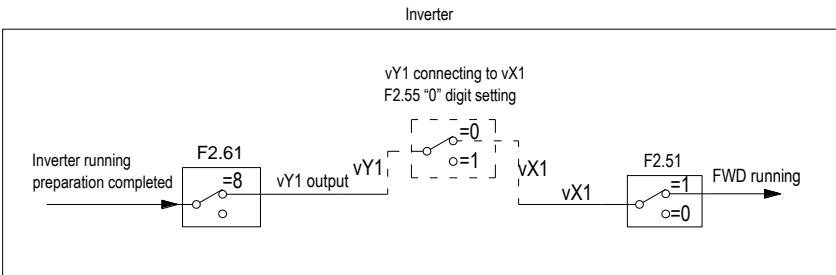 Inverter
vY1 connecting to vX1
F2.55 “0” digit setting
=0
=1
Inverter running
preparation completed
F2.61
=8
vY1 output
vY1
vX1
vX1
F2.51
=1
=0
FWD running